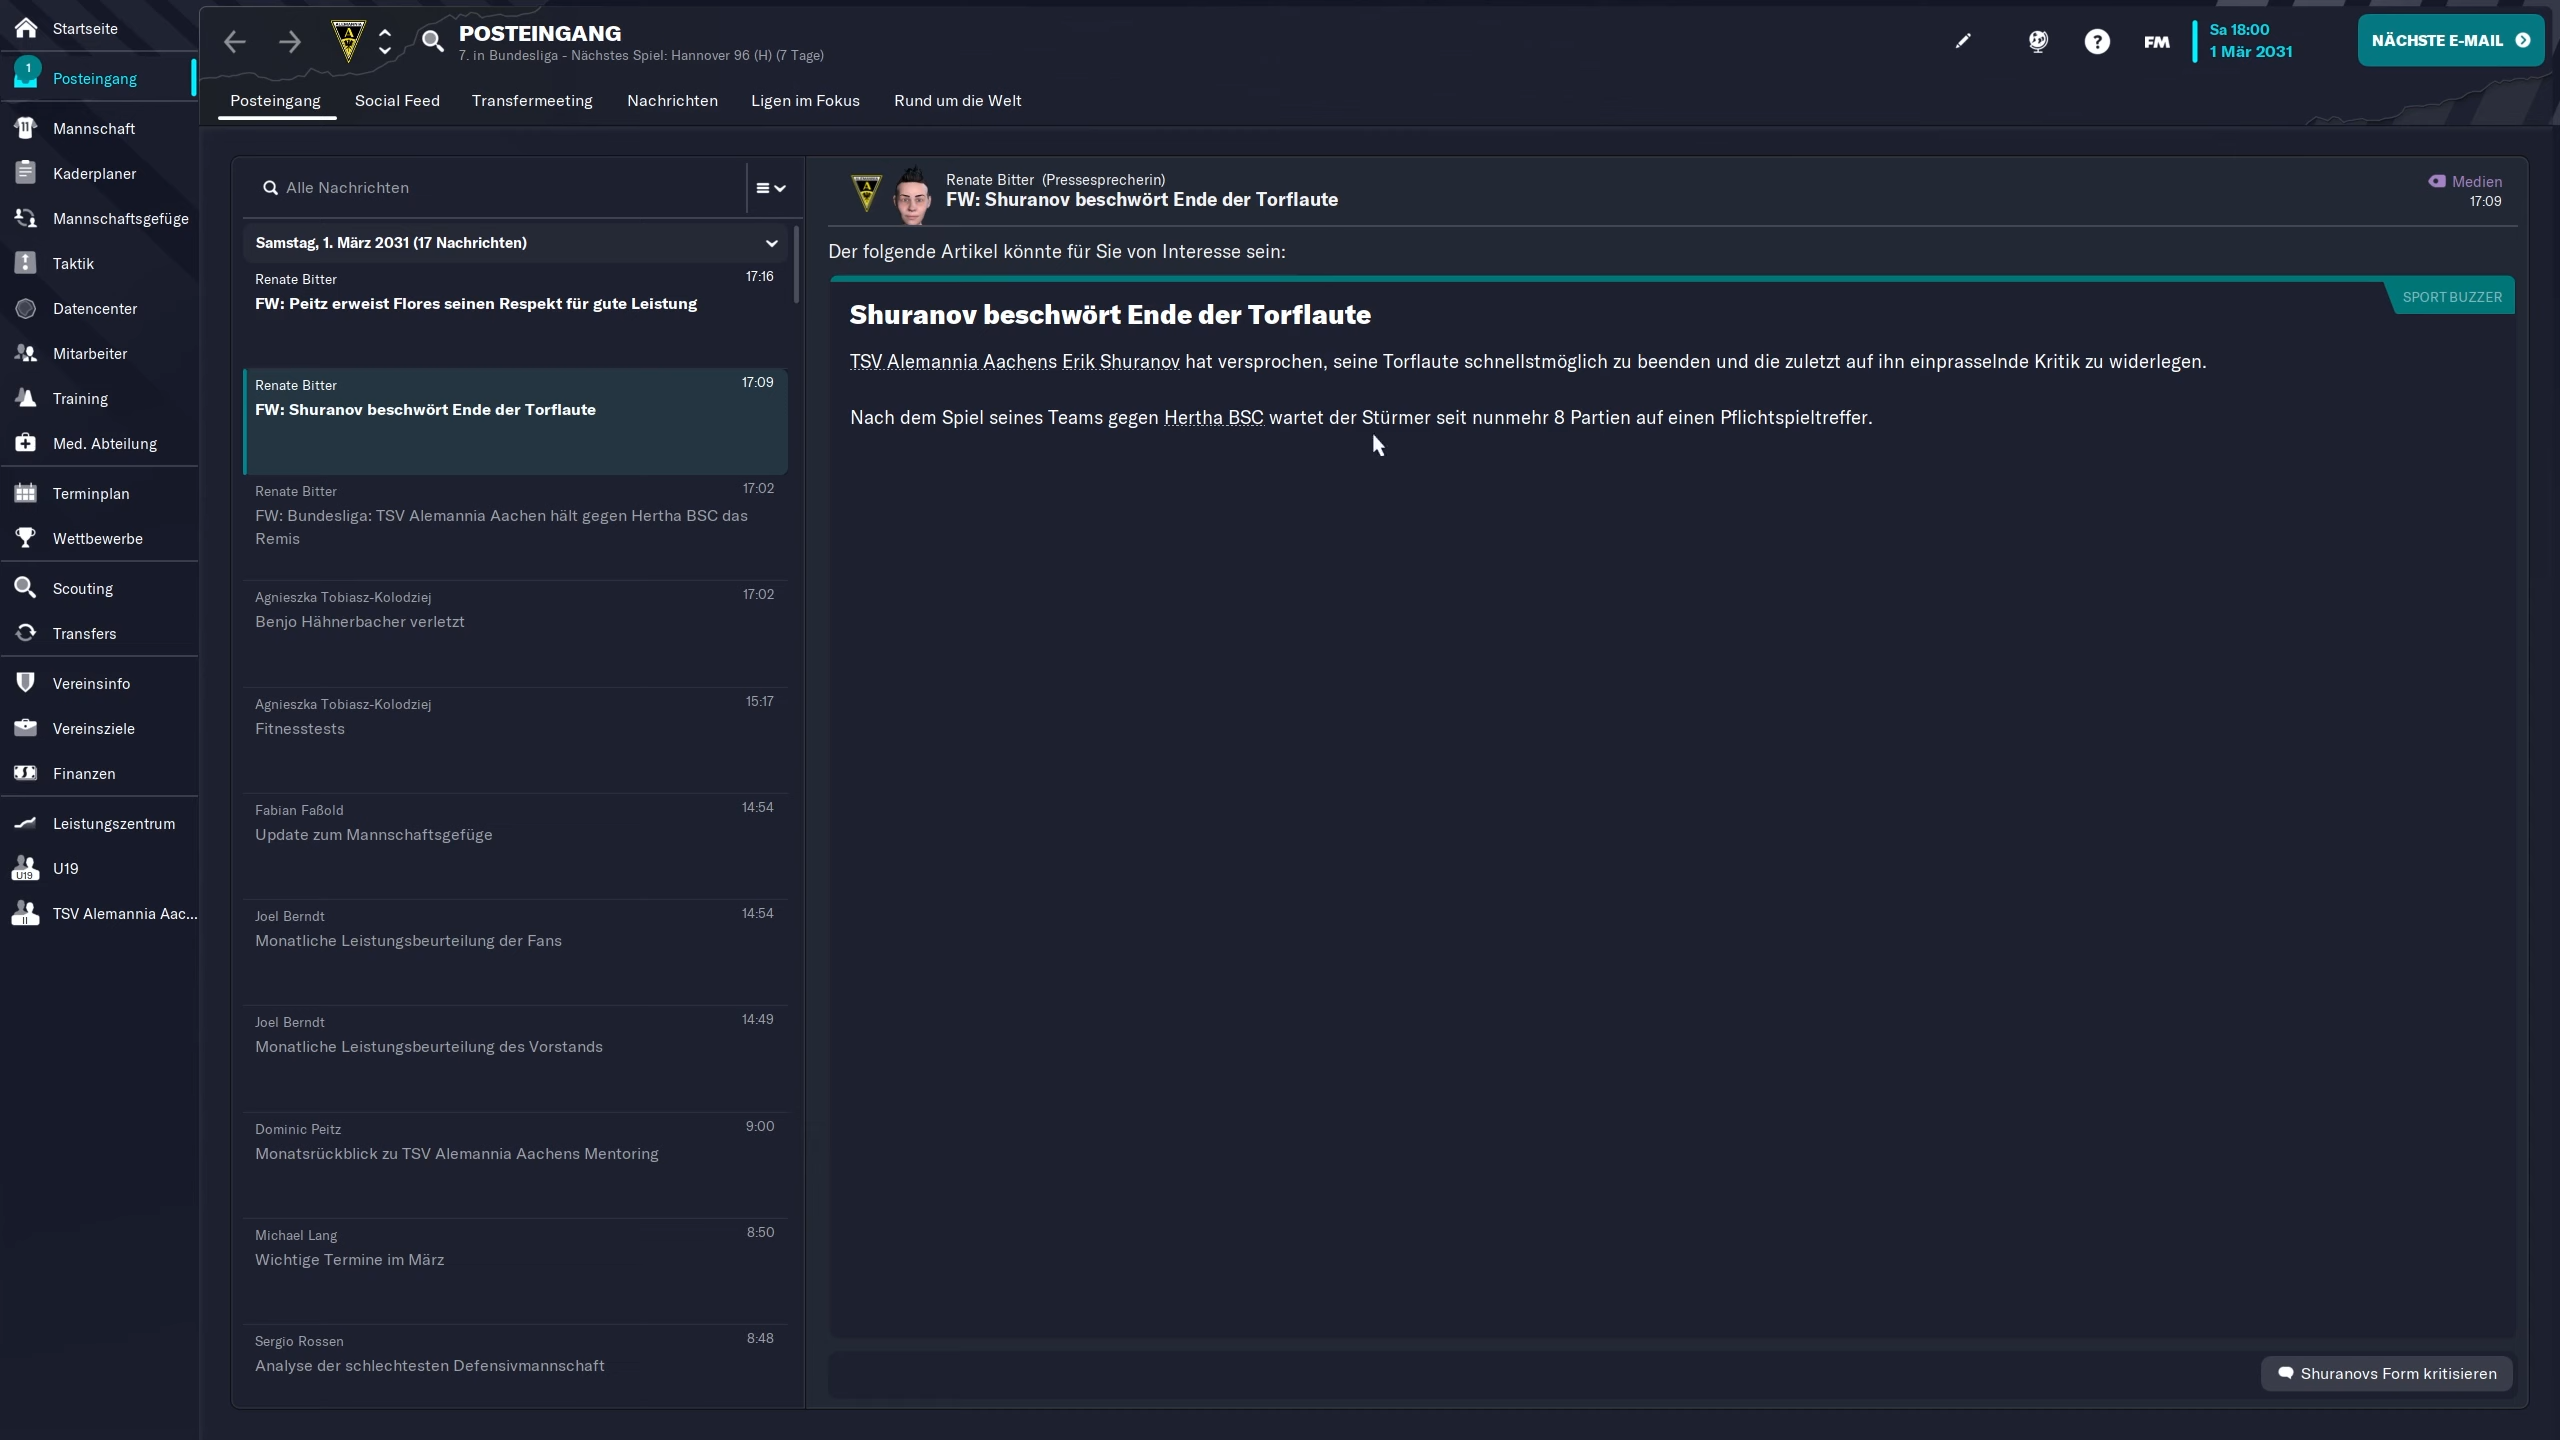 Startseite
1
Posteingang
Mannschaft
Kaderplaner
Mannschaftsgefüge
Taktik
Datencenter
Mitarbeiter
Training
Med. Abteilung
Terminplan
Wettbewerbe
Scouting
Transfers
Vereinsinfo
Vereinsziele
Finanzen
Leistungszentrum
U19
U19
TSV Alemannia Aac...
POSTEINGANG
7. in Bundesliga - Nächstes Spiel: Hannover 96 (H) (7 Tage)
FM
Sa 18:00
1 Mär 2031
NÄCHSTE E-MAIL
Posteingang
Social Feed
Transfermeeting
Nachrichten
Ligen im Fokus
Rund um die Welt
Alle Nachrichten
Samstag, 1. März 2031 (17 Nachrichten)
Renate Bitter
17:16
FW: Peitz erweist Flores seinen Respekt für gute Leistung
Renate Bitter
17:09
FW: Shuranov beschwört Ende der Torflaute
Renate Bitter
17:02
FW: Bundesliga: TSV Alemannia Aachen hält gegen Hertha BSC das
Remis
Agnieszka Tobiasz-Kolodziej
17:02
Benjo Hähnerbacher verletzt
Agnieszka Tobiasz-Kolodziej
15:17
Fitnesstests
Fabian Faßold
14:54
Update zum Mannschaftsgefüge
Joel Berndt
14:54
Monatliche Leistungsbeurteilung der Fans
Joel Berndt
14:49
Monatliche Leistungsbeurteilung des Vorstands
Dominic Peitz
9:00
Monatsrückblick zu TSV Alemannia Aachens Mentoring
Michael Lang
8:50
Wichtige Termine im März
Sergio Rossen
8:48
Analyse der schlechtesten Defensivmannschaft
Renate Bitter (Pressesprecherin)
FW: Shuranov beschwört Ende der Torflaute
Medien
17:09
Der folgende Artikel könnte für Sie von Interesse sein:
SPORT BUZZER
Shuranov beschwört Ende der Torflaute
TSV Alemannia Aachens Erik Shuranov hat versprochen, seine Torflaute schnellstmöglich zu beenden und die zuletzt auf ihn einprasselnde Kritik zu widerlegen.
Nach dem Spiel seines Teams gegen Hertha BSC wartet der Stürmer seit nunmehr 8 Partien auf einen Pflichtspieltreffer.
Shuranovs Form kritisieren